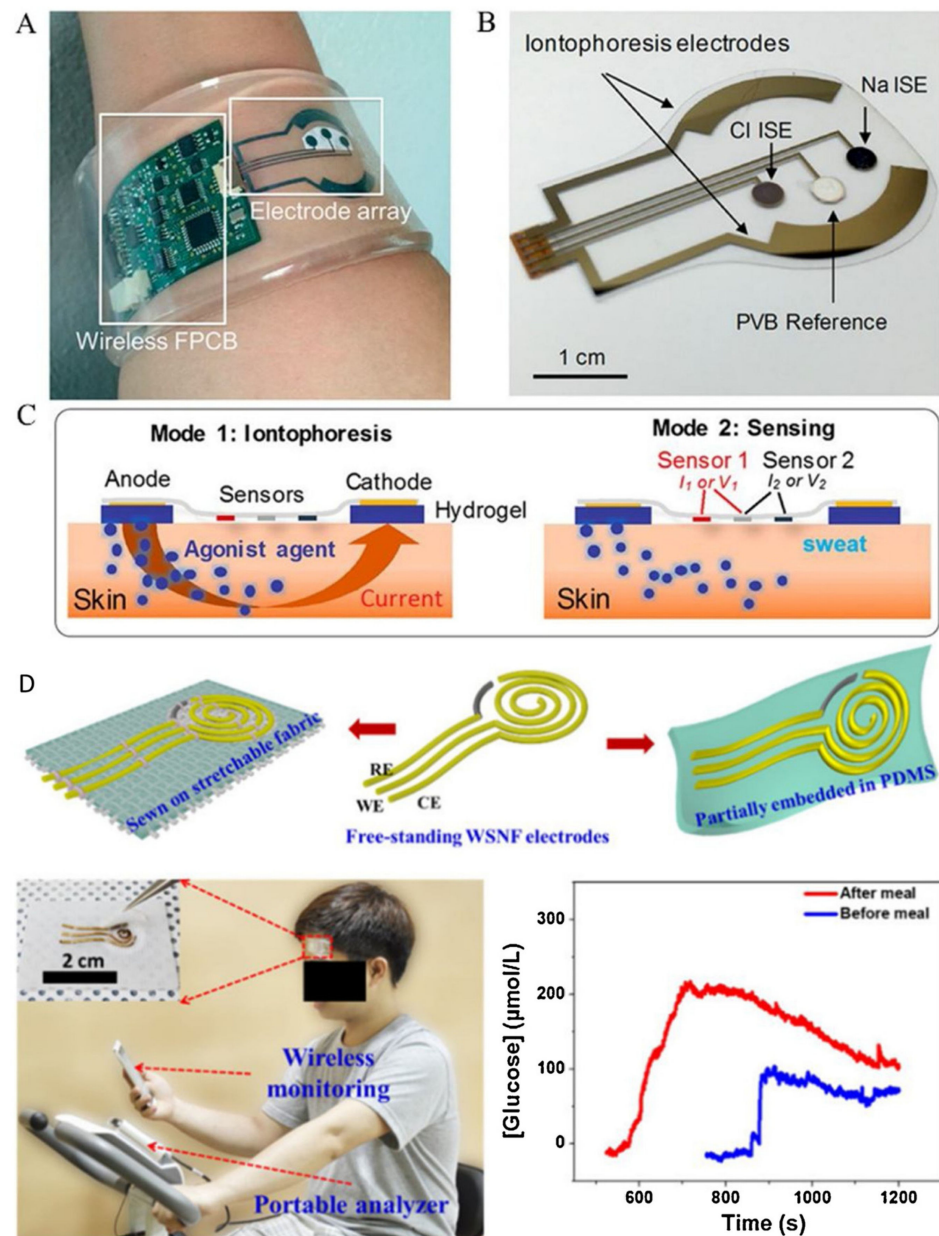 A
Electrode array
Wireless FPCB
B
Iontophoresis electrodes
Na ISE
Cl ISE
PVB Reference
1 cm
C
Mode 1: Iontophoresis
Anode
Sensors
Cathode
Hydrogel
Agonist agent
Skin
Current
Mode 2: Sensing
Sensor 1
I₁ or V₁
Sensor 2
I₂ or V₂
sweat
Skin
D
Sewn on stretchable fabric
RE
WE
CE
Free-standing WSNF electrodes
Partially embedded in PDMS
2 cm
Wireless
monitoring
Portable analyzer
After meal
Before meal
[Glucose] (μmol/L)
300
200
100
0
600
800
1000
1200
Time (s)